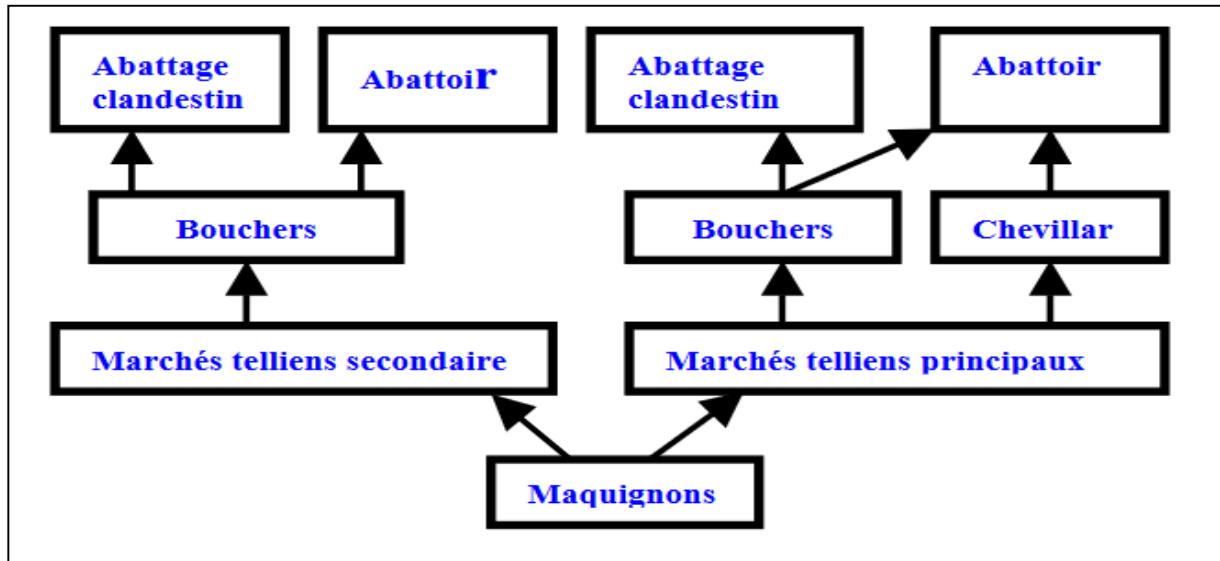 Abattage
clandestin
Abattoir
Abattage
clandestin
Abattoir
Bouchers
Bouchers
Chevillar
Marchés telliens secondaire
Marchés telliens principaux
Maquignons